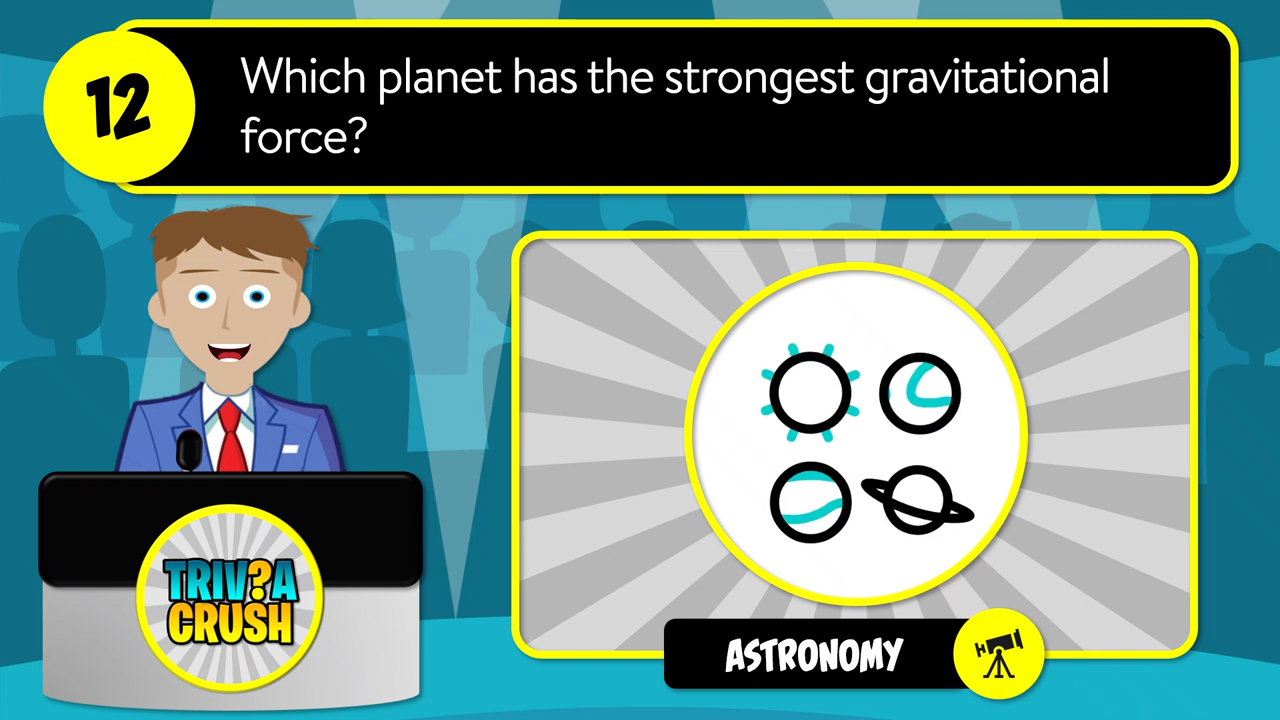 12
Which planet has the strongest gravitational
force?
TRIV?A
CRUSH
ASTRONOMY